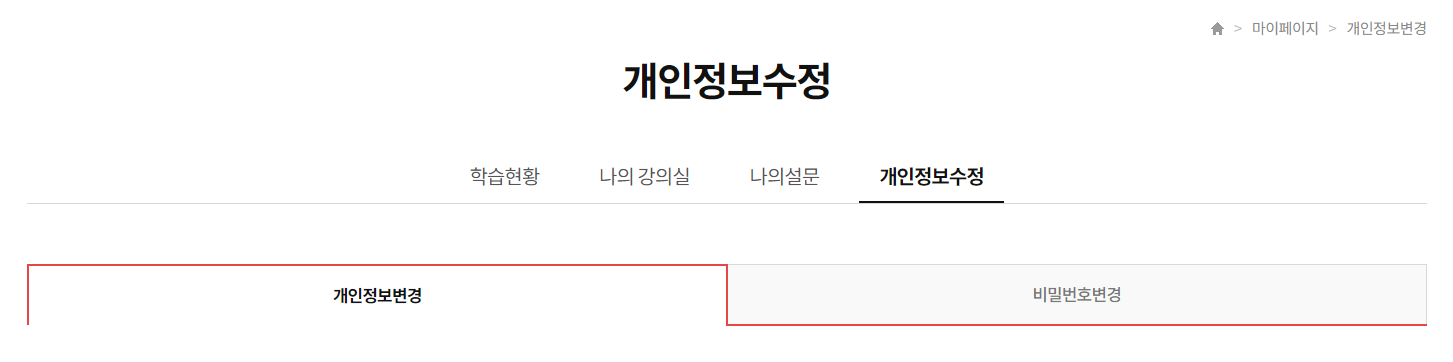 > 마이페이지 > 개인정보변경
개인정보수정
학습현황 나의 강의실 나의설문 개인정보수정
개인정보변경 비밀번호변경